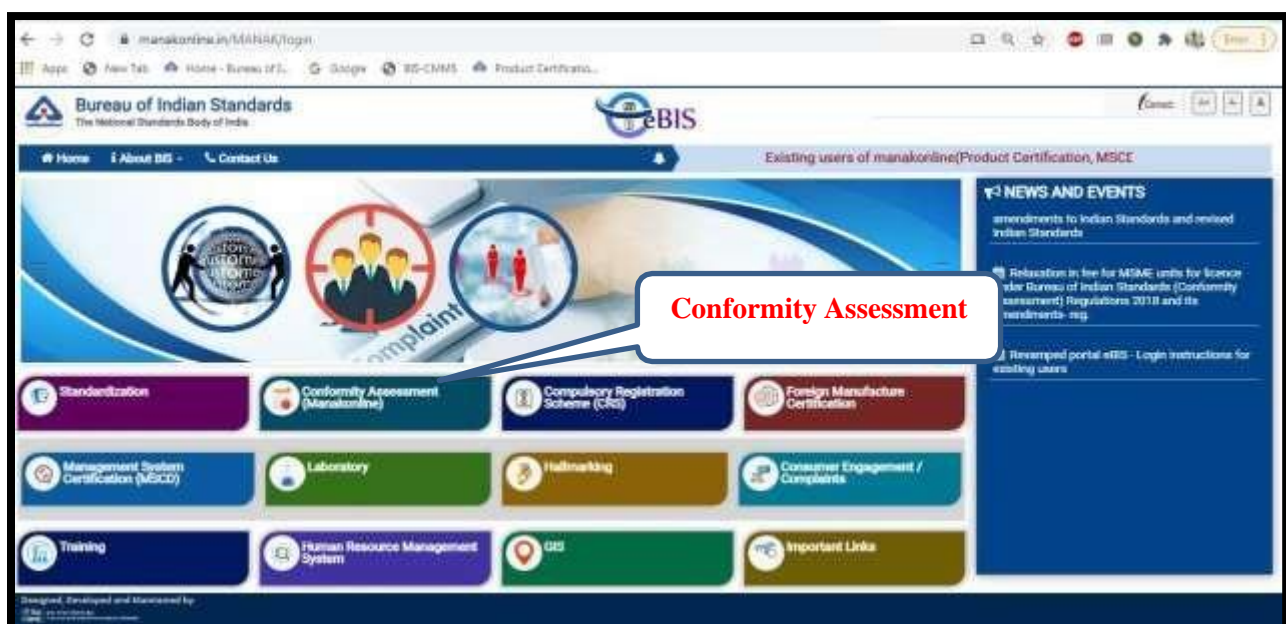 manakonline.in/MANAK/login
Apps New Tab Home - Bureau of I... Google BIS-CMMS Product Certificatio...
Bureau of Indian Standards
The National Standards Body of India
eBIS
A+ A A
Home About BIS Contact Us
Existing users of manakonline(Product Certification, MSCE
NEWS AND EVENTS
amendments to Indian Standards and revised
Indian Standards
Relaxation in fee for MSME units for licence
under Bureau of Indian Standards (Conformity
Assessment) Regulations 2018 and its
amendments- reg.
Revamped portal eBIS - Login instructions for
existing users
Complaint
Conformity Assessment
Standardization
Conformity Assessment
(Manakonline)
Compulsory Registration
Scheme (CRS)
Foreign Manufacture
Certification
Management System
Certification (MSCD)
Laboratory
Hallmarking
Consumer Engagement /
Complaints
Training
Human Resource Management
System
GIS
Important Links
Designed, Developed and Maintained by